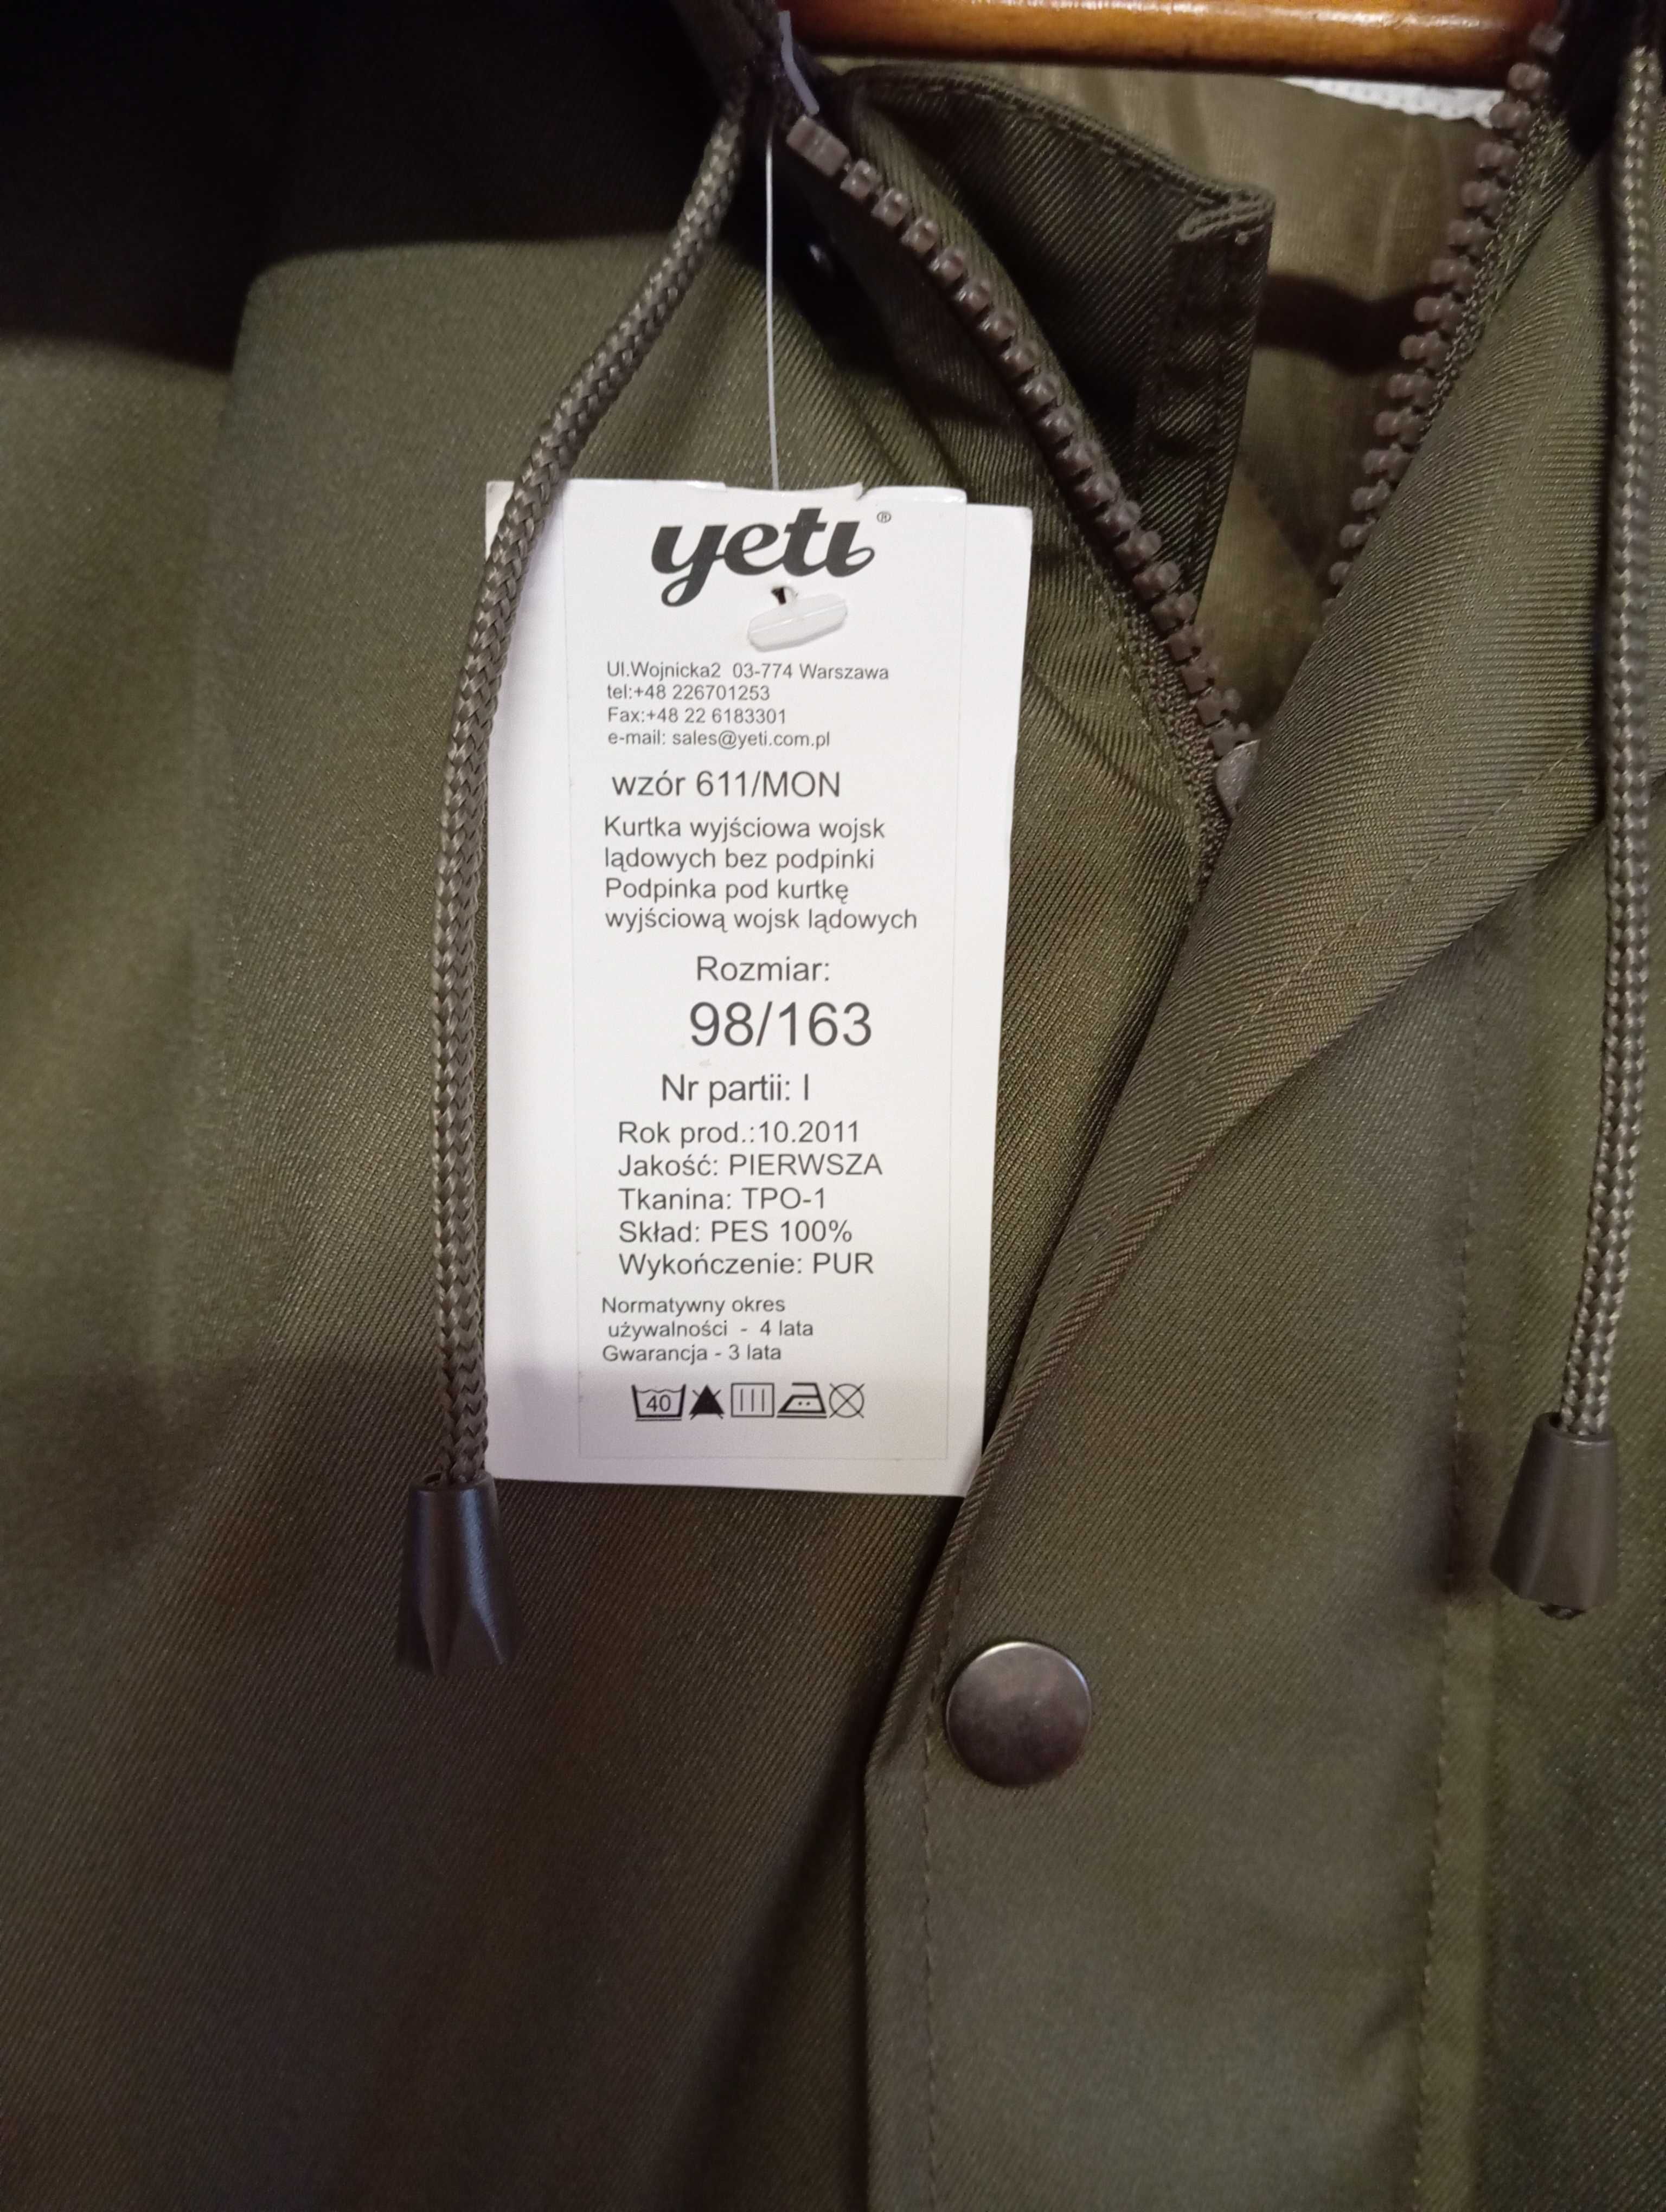 yeti®
Ul.Wojnicka2 03-774 Warszawa
tel:+48 226701253
Fax:+48 22 6183301
e-mail: sales@yeti.com.pl
wzór 611/MON
Kurtka wyjściowa wojsk
lądowych bez podpinki
Podpinka pod kurtkę
wyjściową wojsk lądowych
Rozmiar:
98/163
Nr partii: I
Rok prod.:10.2011
Jakość: PIERWSZA
Tkanina: TPO-1
Skład: PES 100%
Wykończenie: PUR
Normatywny okres
używalności - 4 lata
Gwarancja - 3 lata
40